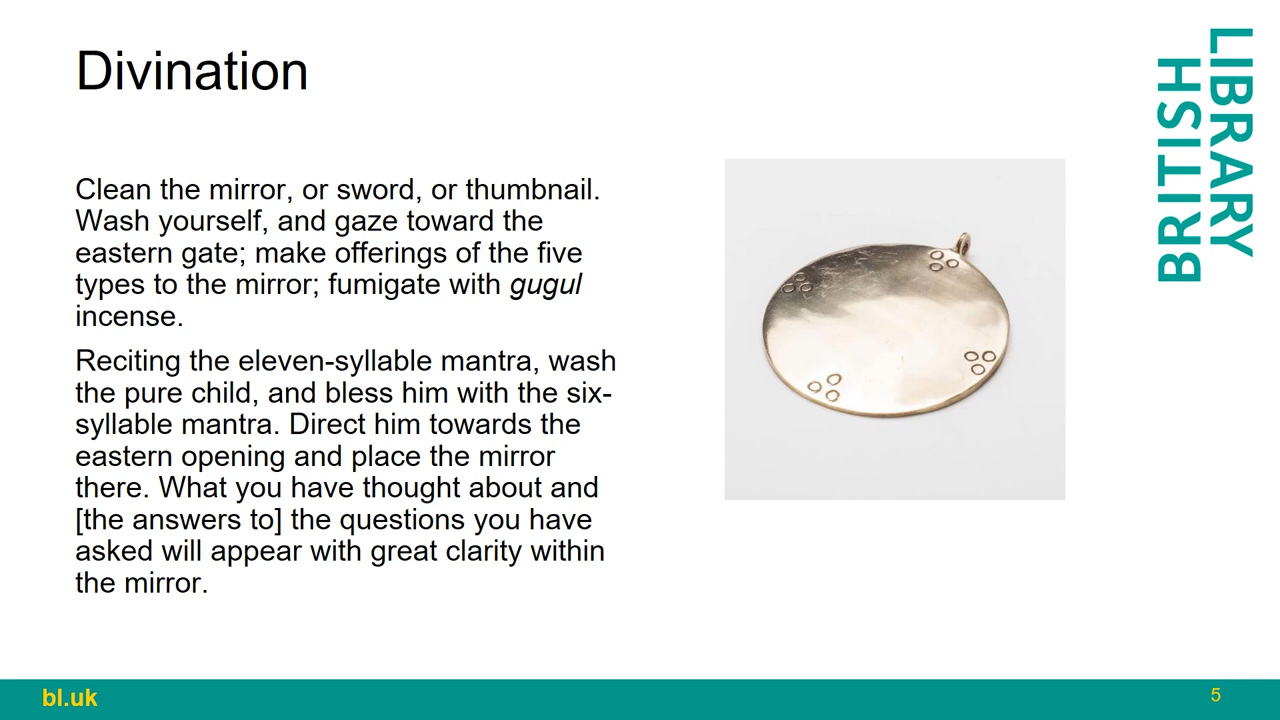 Divination
Clean the mirror, or sword, or thumbnail.
Wash yourself, and gaze toward the
eastern gate; make offerings of the five
types to the mirror; fumigate with gugul
incense.
Reciting the eleven-syllable mantra, wash
the pure child, and bless him with the six-
syllable mantra. Direct him towards the
eastern opening and place the mirror
there. What you have thought about and
[the answers to] the questions you have
asked will appear with great clarity within
the mirror.
BRITISH
LIBRARY
bl.uk
5